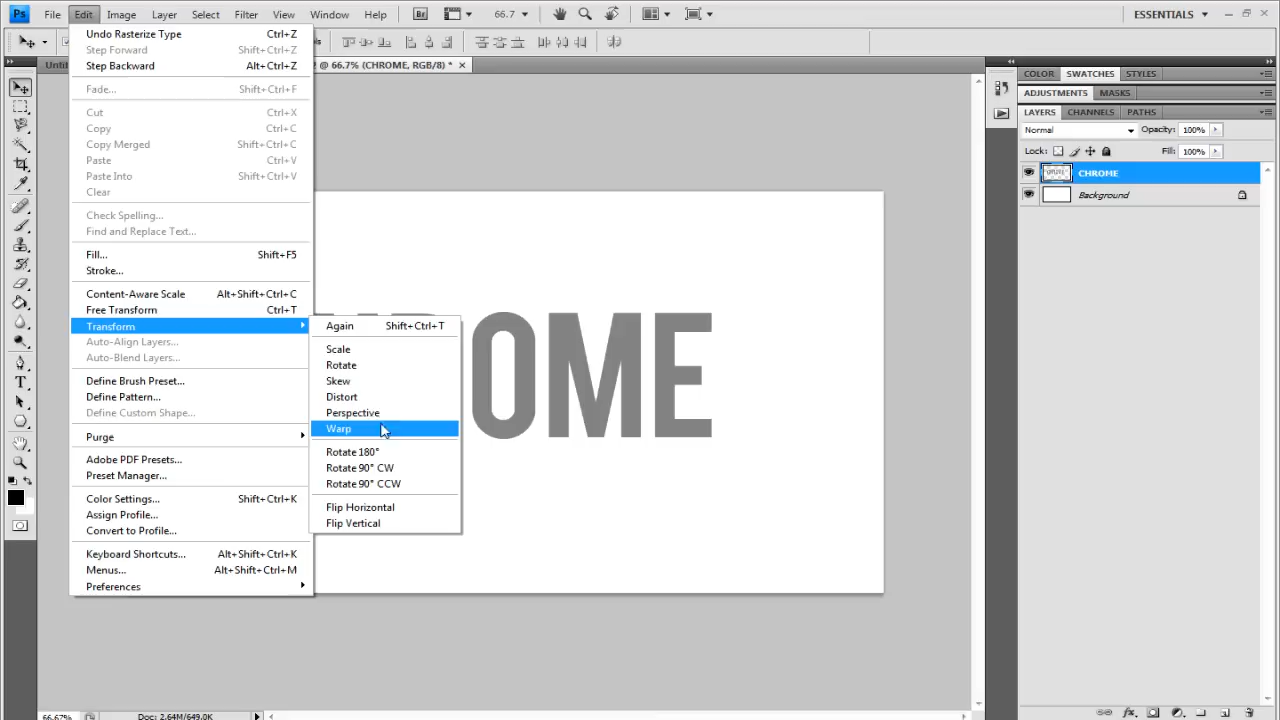 Ps File Edit Image Layer Select Filter View Window Help Br 66.7 ESSENTIALS
Undo Rasterize Type Ctrl+Z
Step Forward Shift+Ctrl+Z
Step Backward Alt+Ctrl+Z
Fade... Shift+Ctrl+F
Cut Ctrl+X
Copy Ctrl+C
Copy Merged Shift+Ctrl+C
Paste Ctrl+V
Paste Into Shift+Ctrl+V
Clear
Check Spelling...
Find and Replace Text...
Fill... Shift+F5
Stroke...
Content-Aware Scale Alt+Shift+Ctrl+C
Free Transform Ctrl+T
Transform
Auto-Align Layers...
Auto-Blend Layers...
Define Brush Preset...
Define Pattern...
Define Custom Shape...
Purge
Adobe PDF Presets...
Preset Manager...
Color Settings... Shift+Ctrl+K
Assign Profile...
Convert to Profile...
Keyboard Shortcuts... Alt+Shift+Ctrl+K
Menus... Alt+Shift+Ctrl+M
Preferences
Again Shift+Ctrl+T
Scale
Rotate
Skew
Distort
Perspective
Warp
Rotate 180°
Rotate 90° CW
Rotate 90° CCW
Flip Horizontal
Flip Vertical
@ 66.7% (CHROME, RGB/8) *
OME
COLOR SWATCHES STYLES
ADJUSTMENTS MASKS
LAYERS CHANNELS PATHS
Normal Opacity: 100%
Lock: Fill: 100%
CHROME
Background
66.67% Doc: 2.64M/649.0K